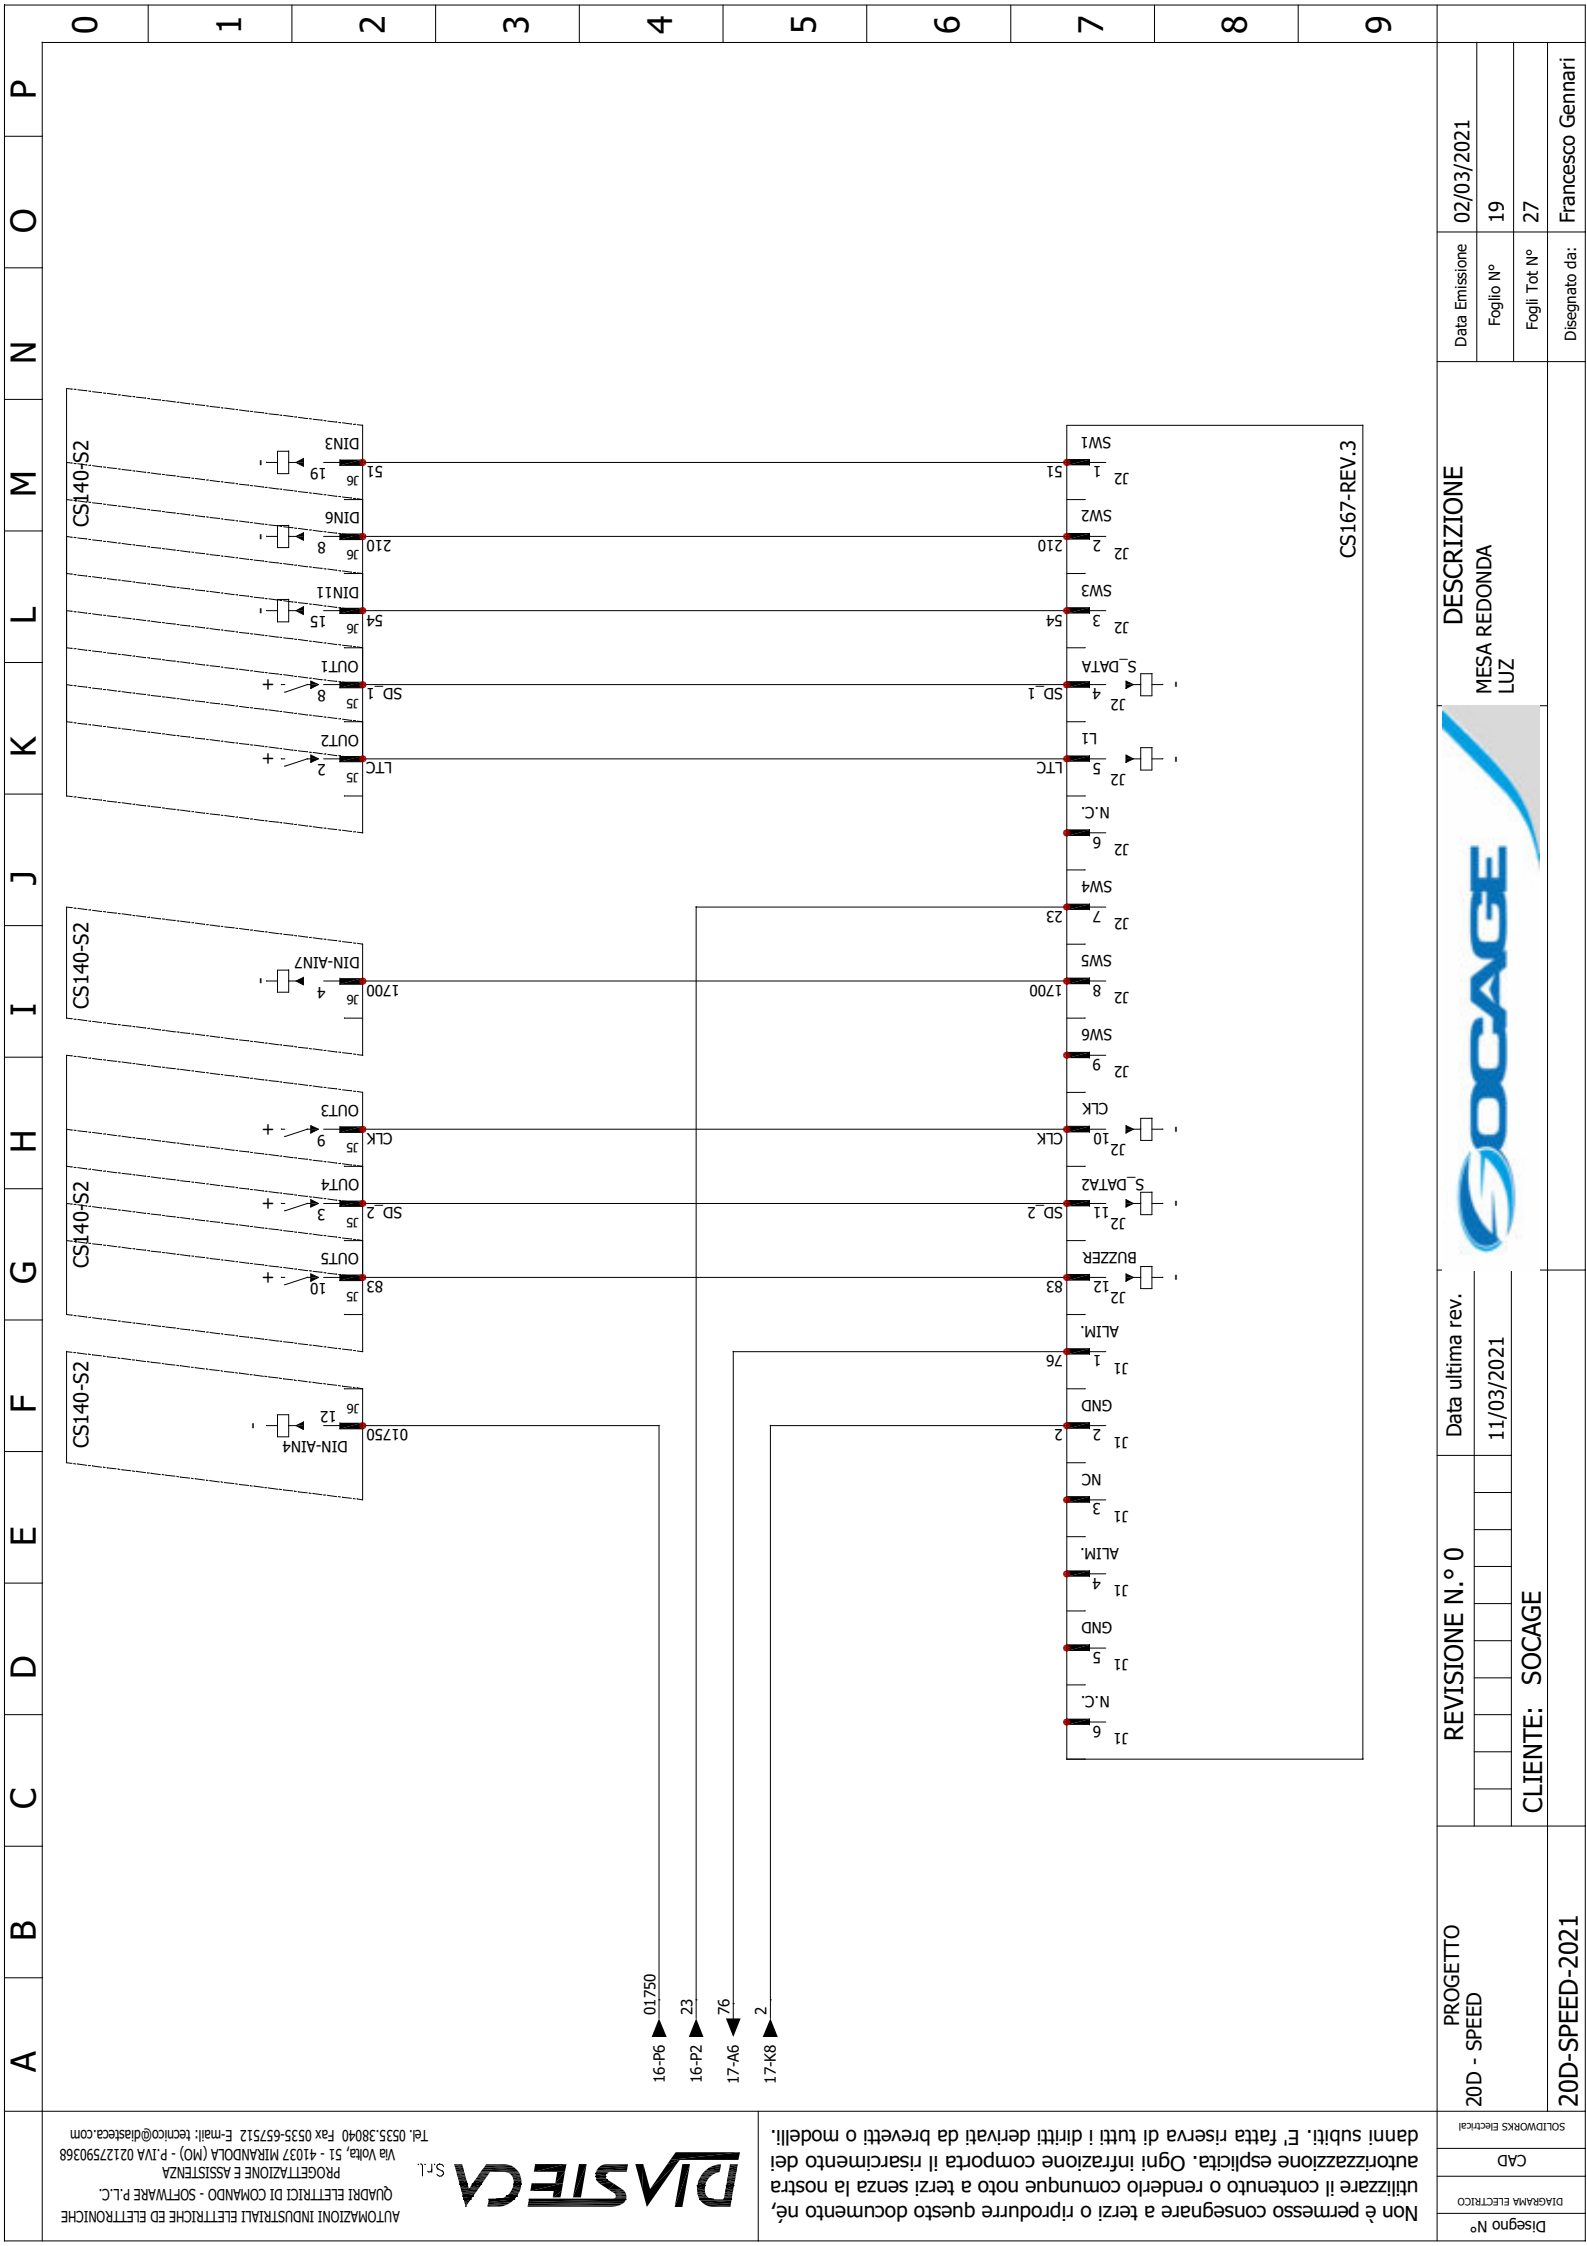 0 1 2 3 4 5 6 7 8 9
P
O
N
M
L
K
J
I
H
G
F
E
D
C
B
A
CS140-S2
DIN3
19
J6
51
DIN6
8
J6
210
DIN11
15
J6
54
OUT1
+
8
J5
SD_1
OUT2
+
2
J5
LTC
CS140-S2
DIN-AIN7
4
J6
1700
CS140-S2
OUT3
+
9
J5
CLK
OUT4
+
3
J5
SD_2
OUT5
+
10
J5
83
CS140-S2
DIN-AIN4
12
J6
01750
CS167-REV.3
51
SW1
1
J2
210
SW2
2
J2
54
SW3
3
J2
SD_1
S_DATA
4
J2
LTC
L1
5
J2
N.C.
6
J2
23
SW4
7
J2
1700
SW5
8
J2
SW6
9
J2
CLK
CLK
10
J2
SD_2
S_DATA2
11
J2
83
BUZZER
12
J2
76
ALIM.
1
J1
2
GND
2
J1
NC
3
J1
ALIM.
4
J1
GND
5
J1
N.C.
6
J1
16-P6 01750
16-P2 23
17-A6 76
17-K8 2
AUTOMAZIONI INDUSTRIALI ELETTRICHE ED ELETTRONICHE
QUADRI ELETTRICI DI COMANDO - SOFTWARE P.L.C.
PROGETTAZIONE E ASSISTENZA
Via Volta, 51 - 41037 MIRANDOLA (MO) - P.IVA 02127590368
Tel. 0535.38040 Fax 0535-657512 E-mail: tecnico@diasteca.com
DIASTECA S.r.l.
Non è permesso consegnare a terzi o riprodurre questo documento né,
utilizzare il contenuto o renderlo comunque noto a terzi senza la nostra
autorizzazzione esplicita. Ogni infrazione comporta il risarcimento dei
danni subiti. E' fatta riserva di tutti i diritti derivati da brevetti o modelli.
Disegno N°
DIAGRAMA ELECTRICO
CAD
SOLIDWORKS Electrical
PROGETTO
20D - SPEED
20D-SPEED-2021
REVISIONE N.° 0
Data ultima rev.
11/03/2021
CLIENTE: SOCAGE
SOCAGE
DESCRIZIONE
MESA REDONDA
LUZ
Data Emissione 02/03/2021
Foglio N° 19
Fogli Tot N° 27
Disegnato da: Francesco Gennari